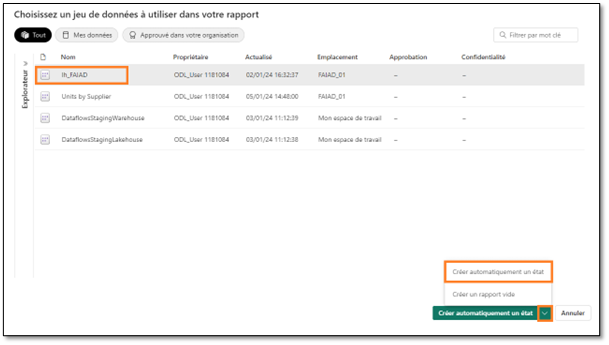 Choisissez un jeu de données à utiliser dans votre rapport
Tout Mes données Approuvé dans votre organisation Filtrer par mot clé
Explorateur
Nom Propriétaire Actualisé Emplacement Approbation Confidentialité
lh_FAIAD ODL_User 1181084 02/01/24 16:32:37 FAIAD_01 – –
Units by Supplier ODL_User 1181084 05/01/24 14:48:00 FAIAD_01 – –
DataflowsStagingWarehouse ODL_User 1181084 03/01/24 11:12:39 Mon espace de travail – –
DataflowsStagingLakehouse ODL_User 1181084 03/01/24 11:12:38 Mon espace de travail – –
Créer automatiquement un état
Créer un rapport vide
Créer automatiquement un état Annuler